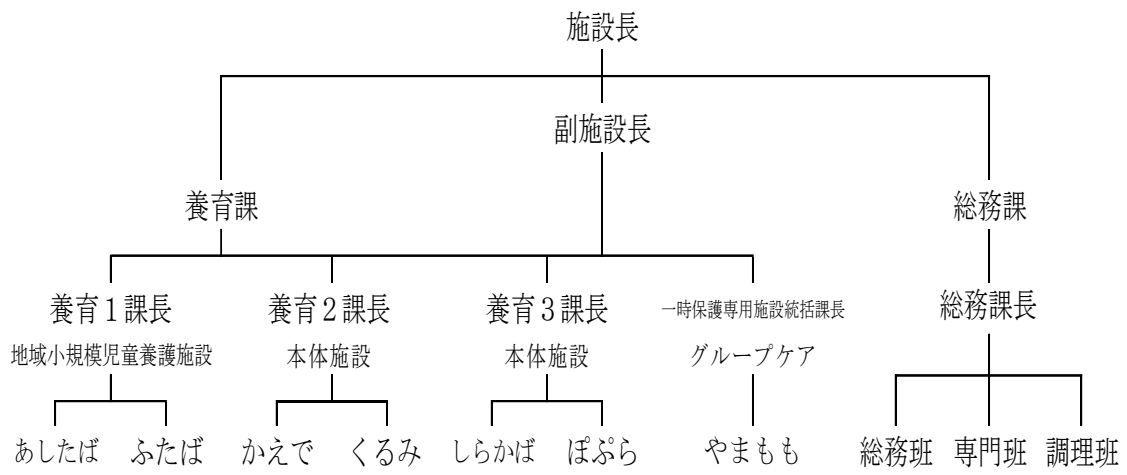 施設長
副施設長
養育課 総務課
養育1課長 養育2課長 養育3課長 一時保護専用施設統括課長 総務課長
地域小規模児童養護施設 本体施設 本体施設 グループケア
あしたば ふたば かえで くるみ しらかば ぽぷら やまもも 総務班 専門班 調理班